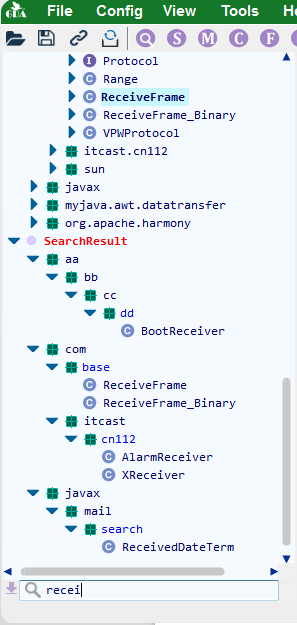 GDA File Config View Tools H
Q S M C F
I Protocol
C Range
C ReceiveFrame
C ReceiveFrame_Binary
C VPWProtocol
itcast.cn112
sun
javax
myjava.awt.datatransfer
org.apache.harmony
SearchResult
aa
bb
cc
dd
C BootReceiver
com
base
C ReceiveFrame
C ReceiveFrame_Binary
itcast
cn112
C AlarmReceiver
C XReceiver
javax
mail
search
C ReceivedDateTerm
recei